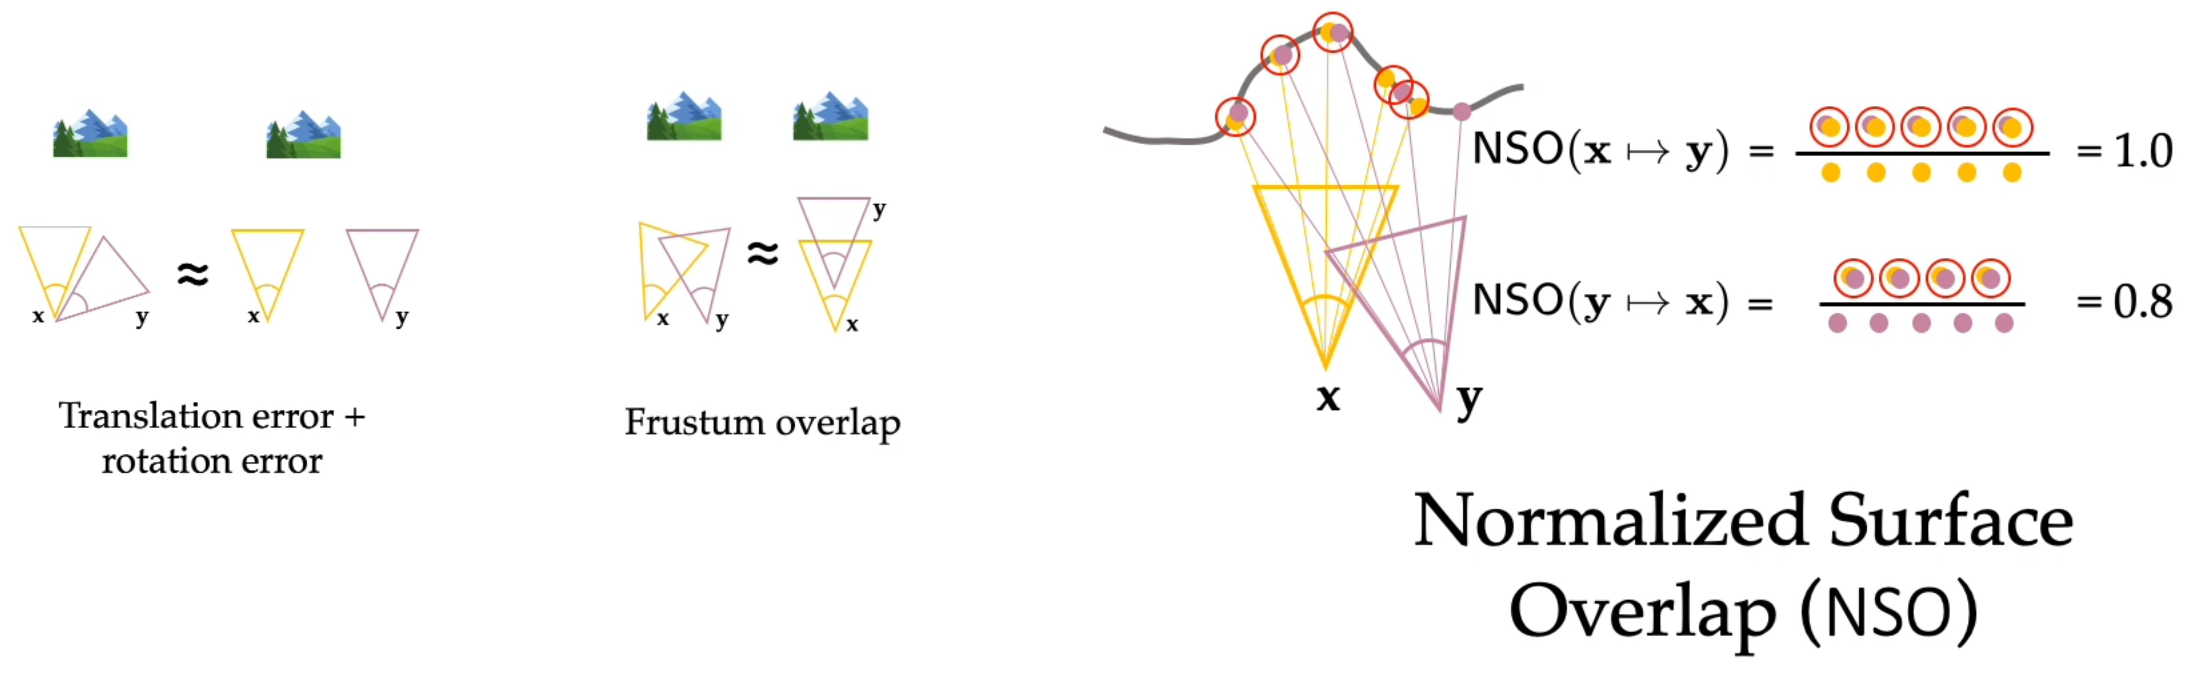 x
y
≈
x
y
Translation error +
rotation error
x
y
≈
y
x
Frustum overlap
x
y
NSO(x ↦ y) = = 1.0
NSO(y ↦ x) = = 0.8
Normalized Surface
Overlap (NSO)